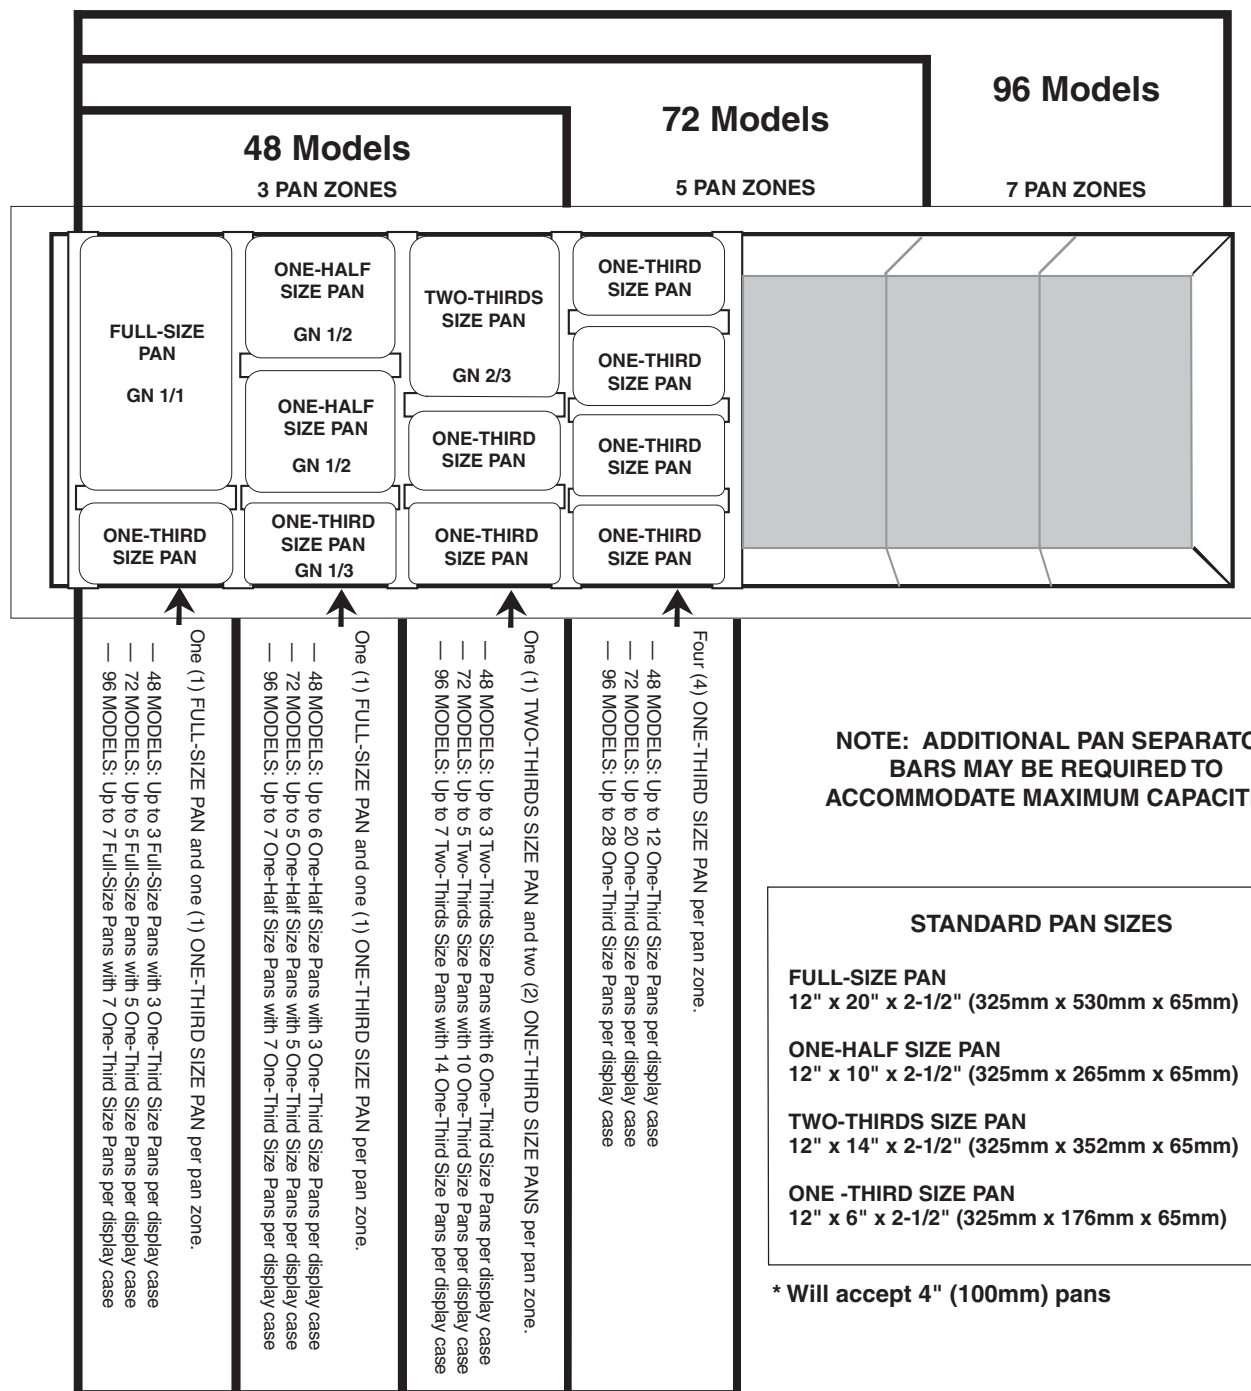 96 Models
72 Models
48 Models
3 PAN ZONES
5 PAN ZONES
7 PAN ZONES
FULL-SIZE
PAN
GN 1/1
ONE-THIRD
SIZE PAN
ONE-HALF
SIZE PAN
GN 1/2
ONE-HALF
SIZE PAN
GN 1/2
ONE-THIRD
SIZE PAN
GN 1/3
TWO-THIRDS
SIZE PAN
GN 2/3
ONE-THIRD
SIZE PAN
ONE-THIRD
SIZE PAN
ONE-THIRD
SIZE PAN
ONE-THIRD
SIZE PAN
ONE-THIRD
SIZE PAN
ONE-THIRD
SIZE PAN
One (1) FULL-SIZE PAN and one (1) ONE-THIRD SIZE PAN per pan zone.
— 48 MODELS: Up to 3 Full-Size Pans with 3 One-Third Size Pans per display case
— 72 MODELS: Up to 5 Full-Size Pans with 5 One-Third Size Pans per display case
— 96 MODELS: Up to 7 Full-Size Pans with 7 One-Third Size Pans per display case
One (1) FULL-SIZE PAN and one (1) ONE-THIRD SIZE PAN per pan zone.
— 48 MODELS: Up to 6 One-Half Size Pans with 3 One-Third Size Pans per display case
— 72 MODELS: Up to 5 One-Half Size Pans with 5 One-Third Size Pans per display case
— 96 MODELS: Up to 7 One-Half Size Pans with 7 One-Third Size Pans per display case
One (1) TWO-THIRDS SIZE PAN and two (2) ONE-THIRD SIZE PANS per pan zone.
— 48 MODELS: Up to 3 Two-Thirds Size Pans with 6 One-Third Size Pans per display case
— 72 MODELS: Up to 5 Two-Thirds Size Pans with 10 One-Third Size Pans per display case
— 96 MODELS: Up to 7 Two-Thirds Size Pans with 14 One-Third Size Pans per display case
Four (4) ONE-THIRD SIZE PAN per pan zone.
— 48 MODELS: Up to 12 One-Third Size Pans per display case
— 72 MODELS: Up to 20 One-Third Size Pans per display case
— 96 MODELS: Up to 28 One-Third Size Pans per display case
NOTE: ADDITIONAL PAN SEPARATO
BARS MAY BE REQUIRED TO
ACCOMMODATE MAXIMUM CAPACIT
STANDARD PAN SIZES
FULL-SIZE PAN
12" x 20" x 2-1/2" (325mm x 530mm x 65mm)
ONE-HALF SIZE PAN
12" x 10" x 2-1/2" (325mm x 265mm x 65mm)
TWO-THIRDS SIZE PAN
12" x 14" x 2-1/2" (325mm x 352mm x 65mm)
ONE -THIRD SIZE PAN
12" x 6" x 2-1/2" (325mm x 176mm x 65mm)
* Will accept 4" (100mm) pans